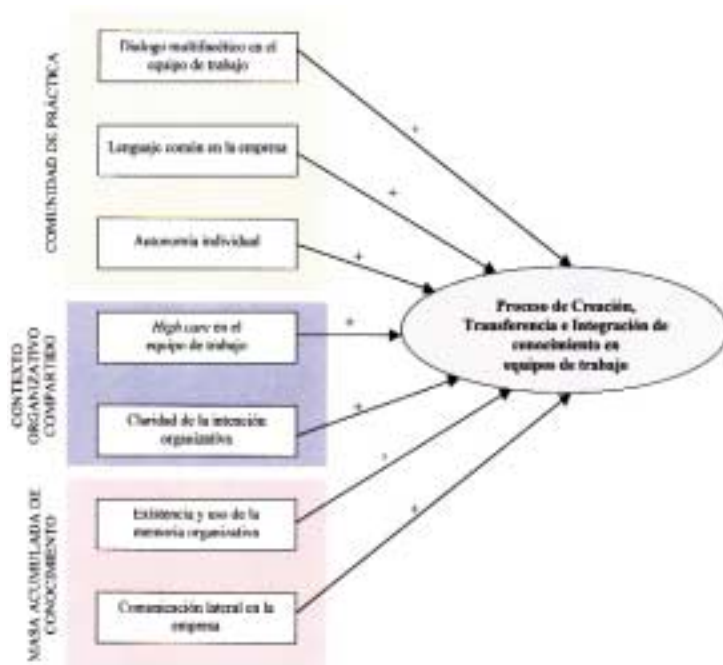 COMUNIDAD DE PRÁCTICA
Diálogo multifacético en el
equipo de trabajo
+
Lenguaje común en la empresa
+
Autonomía individual
+
CONTEXTO
ORGANIZATIVO
COMPARTIDO
High care en el
equipo de trabajo
+
Claridad de la intención
organizativa
+
MASA ACUMULADA DE
CONOCIMIENTO
Existencia y uso de la
memoria organizativa
Comunicación lateral en la
empresa
+
Proceso de Creación,
Transferencia e Integración de
conocimiento en
equipos de trabajo